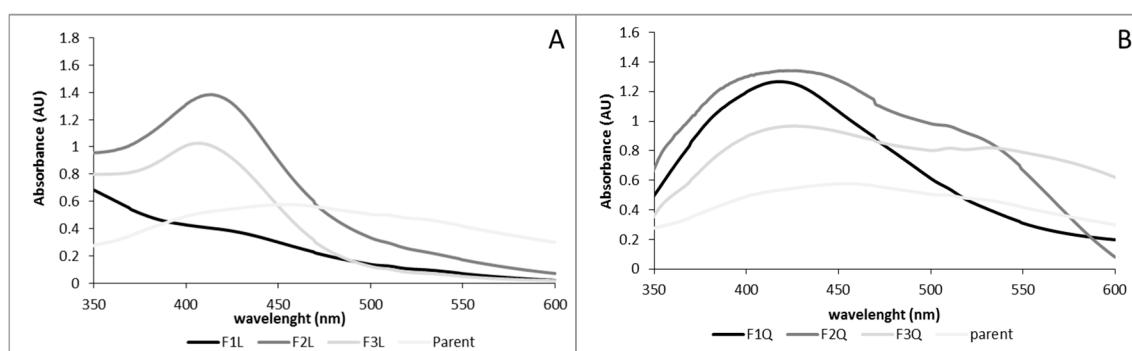 A
Absorbance (AU)
1.8
1.6
1.4
1.2
1
0.8
0.6
0.4
0.2
0
350 400 450 500 550 600
wavelenght (nm)
F1L F2L F3L Parent
B
Absorbance (AU)
1.6
1.4
1.2
1
0.8
0.6
0.4
0.2
0
350 400 450 500 550 600
wavelenght (nm)
F1Q F2Q F3Q parent